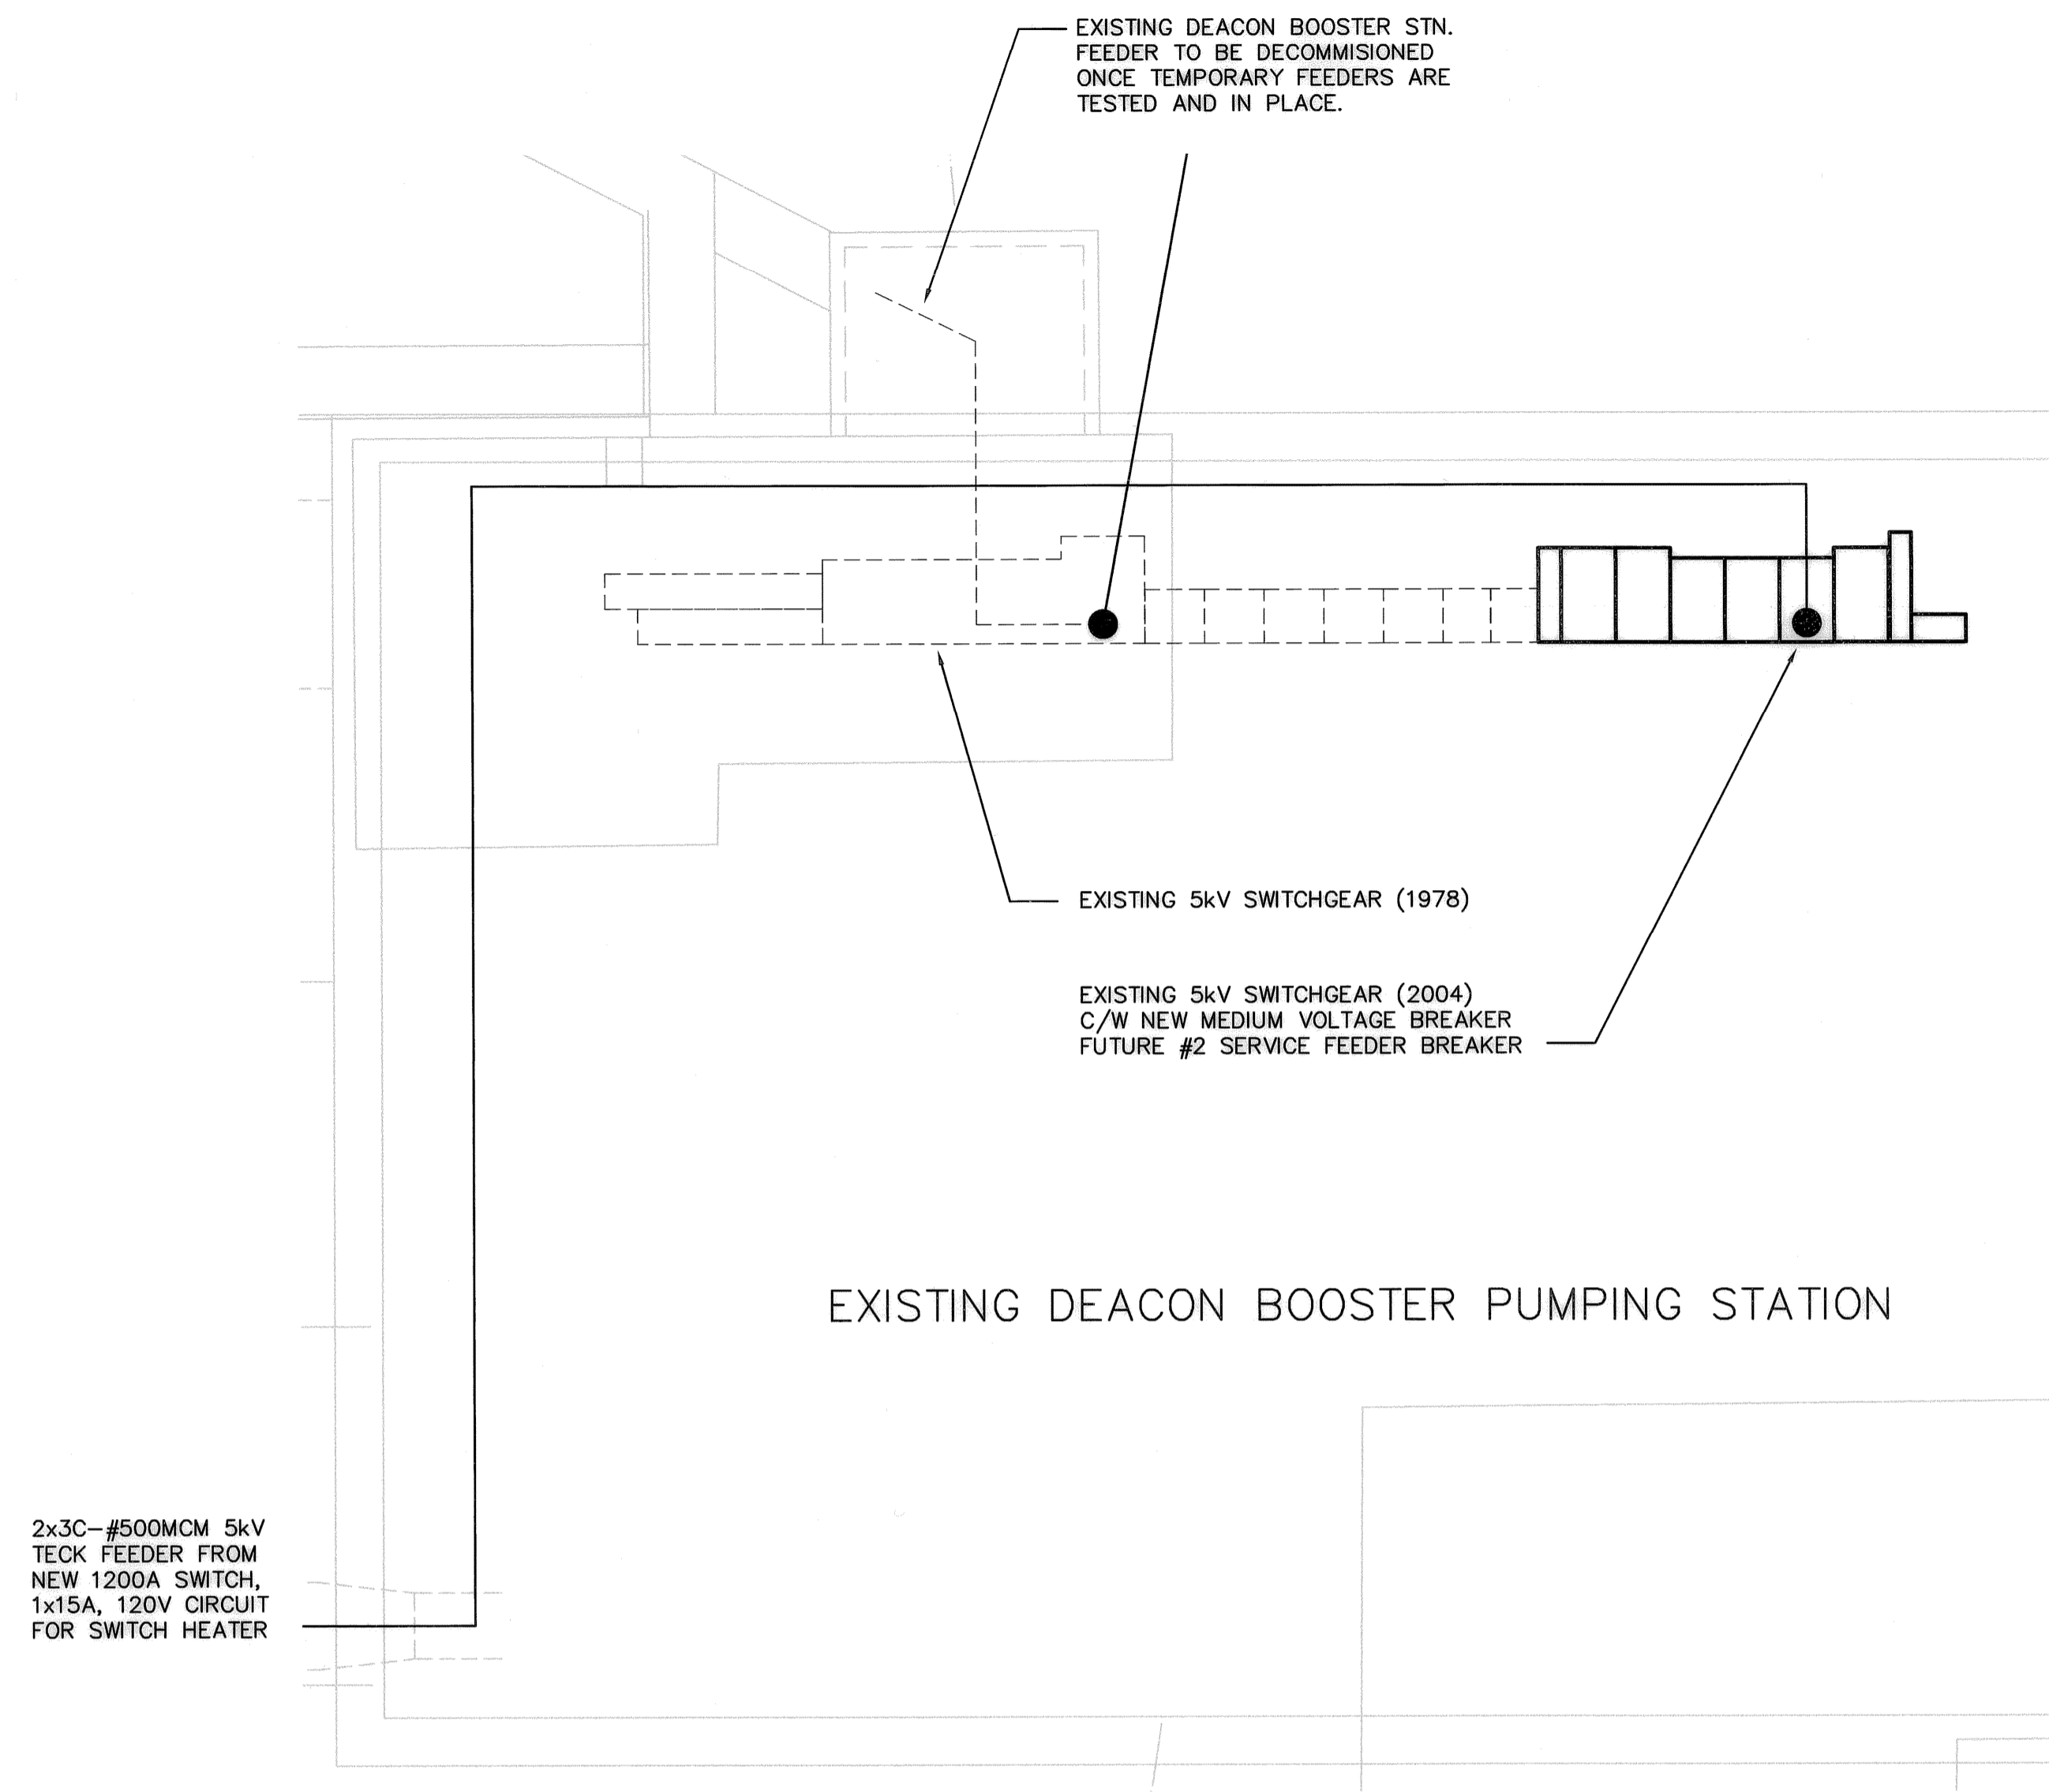 EXISTING DEACON BOOSTER STN.
FEEDER TO BE DECOMMISIONED
ONCE TEMPORARY FEEDERS ARE
TESTED AND IN PLACE.
EXISTING 5kV SWITCHGEAR (1978)
EXISTING 5kV SWITCHGEAR (2004)
C/W NEW MEDIUM VOLTAGE BREAKER
FUTURE #2 SERVICE FEEDER BREAKER
EXISTING DEACON BOOSTER PUMPING STATION
2x3C-#500MCM 5kV
TECK FEEDER FROM
NEW 1200A SWITCH,
1x15A, 120V CIRCUIT
FOR SWITCH HEATER